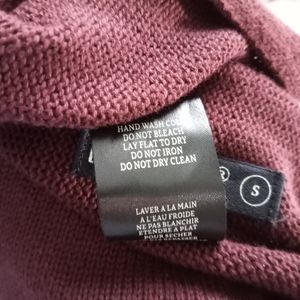 HAND WASH COLD
DO NOT BLEACH
LAY FLAT TO DRY
DO NOT IRON
DO NOT DRY CLEAN
LAVER A LA MAIN
A L'EAU FROIDE
NE PAS BLANCHIR
ETENDRE A PLAT
POUR SECHER
® S